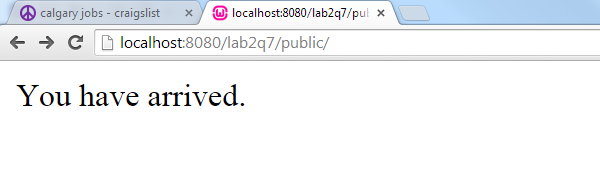 calgary jobs - craigslist
localhost:8080/lab2q7/pul
localhost:8080/lab2q7/public/
You have arrived.